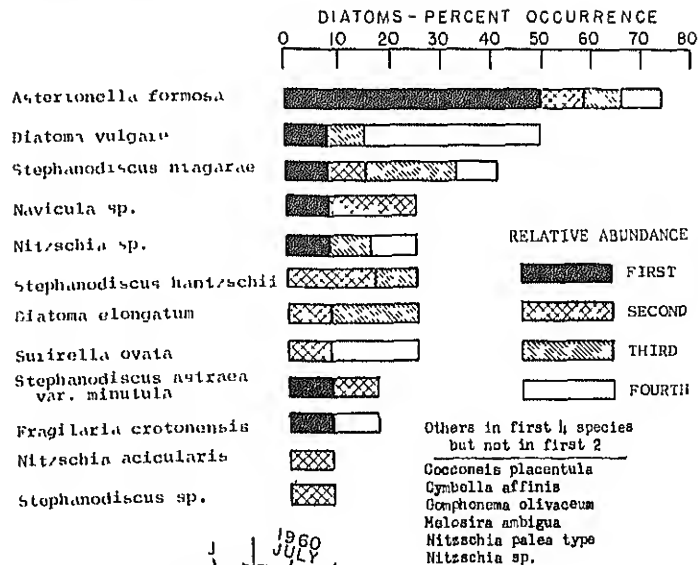 DIATOMS - PERCENT OCCURRENCE
0 10 20 30 40 50 60 70 80
Asterionella formosa
Diatoma vulgare
Stephanodiscus niagarae
Navicula sp.
Nitzschia sp.
Stephanodiscus hantzschii
Diatoma elongatum
Surirella ovata
Stephanodiscus astraea
var. minutula
Fragilaria crotonensis
Nitzschia acicularis
Stephanodiscus sp.
RELATIVE ABUNDANCE
FIRST
SECOND
THIRD
FOURTH
Others in first 4 species
but not in first 2
Cocconeis placentula
Cymbella affinis
Gomphonema olivaceum
Melosira ambigua
Nitzschia palea type
Nitzschia sp.
1960
J JULY